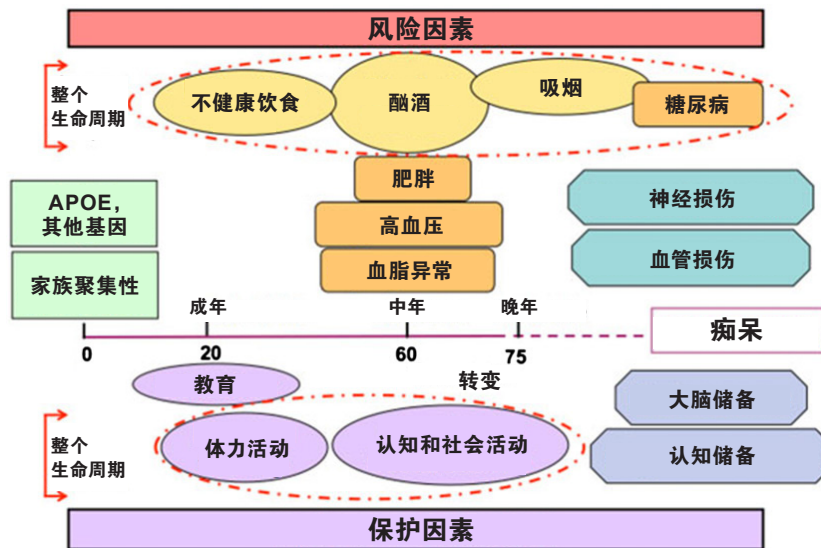 风险因素
整个
生命周期
不健康饮食
酗酒
吸烟
糖尿病
肥胖
APOE,
其他基因
高血压
神经损伤
家族聚集性
血脂异常
血管损伤
成年
中年
晚年
痴呆
0
20
60
75
教育
转变
大脑储备
整个
生命周期
体力活动
认知和社会活动
认知储备
保护因素